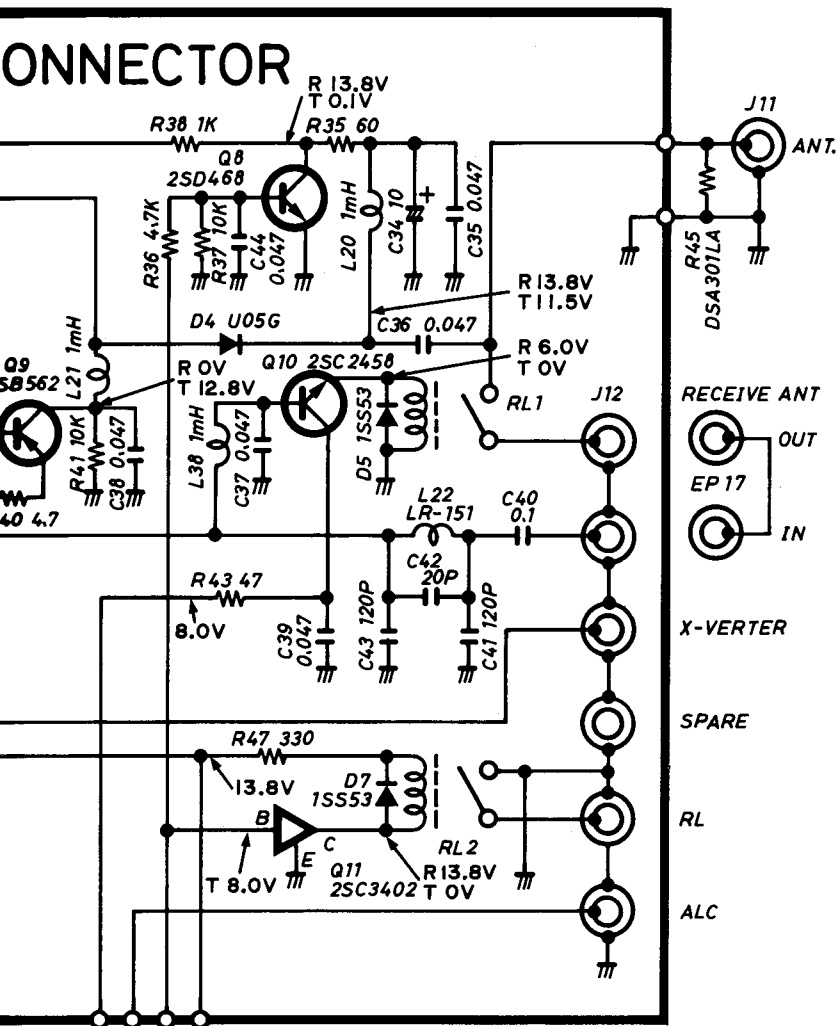 ONNECTOR
R 13.8V
T 0.1V
J11
R38 1K
R35 60
ANT.
Q8
2SD468
R36 4.7K
R37 10K
C44
0.047
L20 1mH
C34 10
+
C35 0.047
R45
DSA301LA
R13.8V
T11.5V
D4 U05G
C36 0.047
L21 1mH
Q9
SB562
R 0V
T 12.8V
Q10 2SC2458
R 6.0V
T 0V
RL1
J12
RECEIVE ANT
OUT
EP 17
IN
R41 10K
C38 0.047
L38 1mH
C37 0.047
D5 1SS53
40 4.7
L22
LR-151
C40
0.1
C42
20P
R43 47
8.0V
C39
0.047
C43 120P
C41 120P
X-VERTER
SPARE
R47 330
13.8V
D7
1SS53
RL
B
C
E
RL2
T 8.0V
Q11
2SC3402
R13.8V
T 0V
ALC